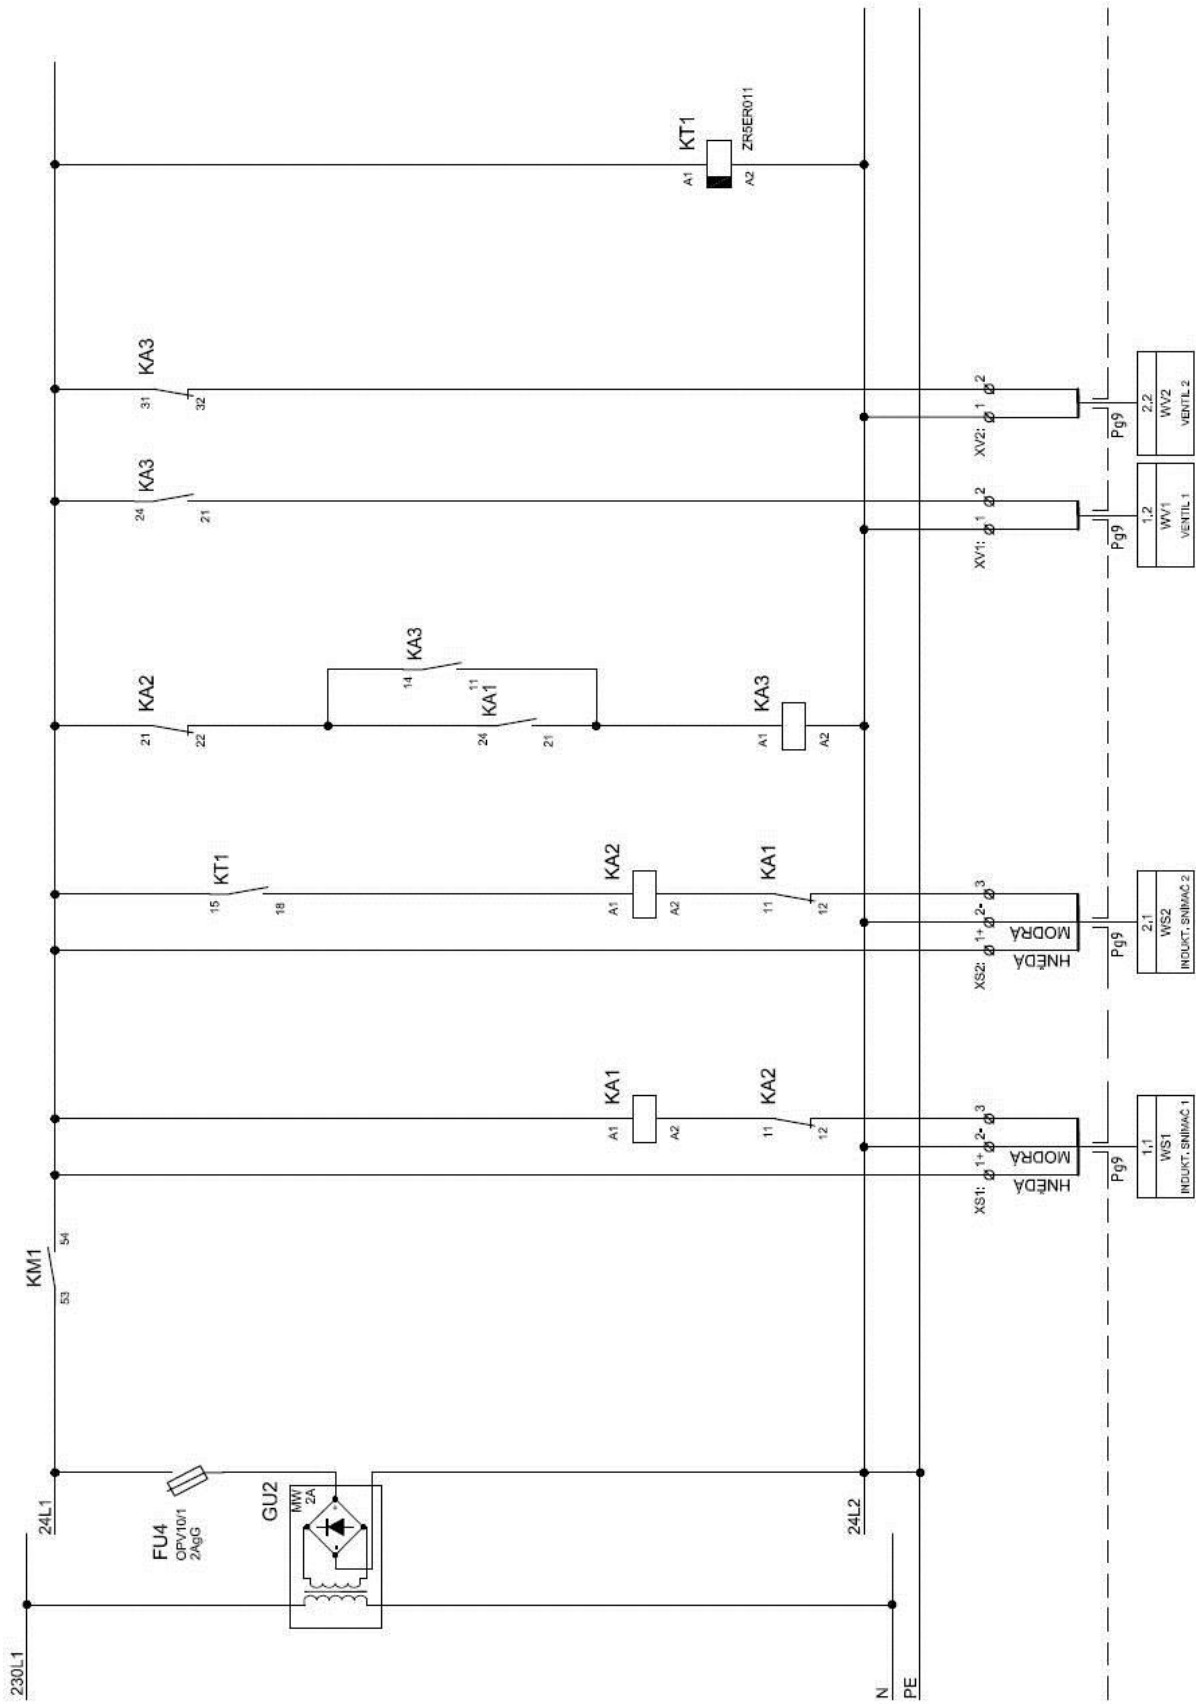 230L1
24L1
FU4
OPV10/1
2AgG
GU2
MW
2A
+
-
24L2
N
PE
KM1
53
54
KA1
A1
A2
KA2
11
12
XS1:
1+
2-
3
HNĚDÁ
MODRÁ
Pg9
1,1
WS1
INDUKT. SNÍMAČ 1
KT1
15
18
KA2
A1
A2
KA1
11
12
XS2:
1+
2-
3
HNĚDÁ
MODRÁ
Pg9
2,1
WS2
INDUKT. SNÍMAČ 2
KA2
21
22
KA3
14
11
KA1
24
21
KA3
A1
A2
KA3
24
21
XV1:
1
2
Pg9
1,2
WV1
VENTIL 1
KA3
31
32
XV2:
1
2
Pg9
2,2
WV2
VENTIL 2
KT1
A1
A2
ZR5ER011